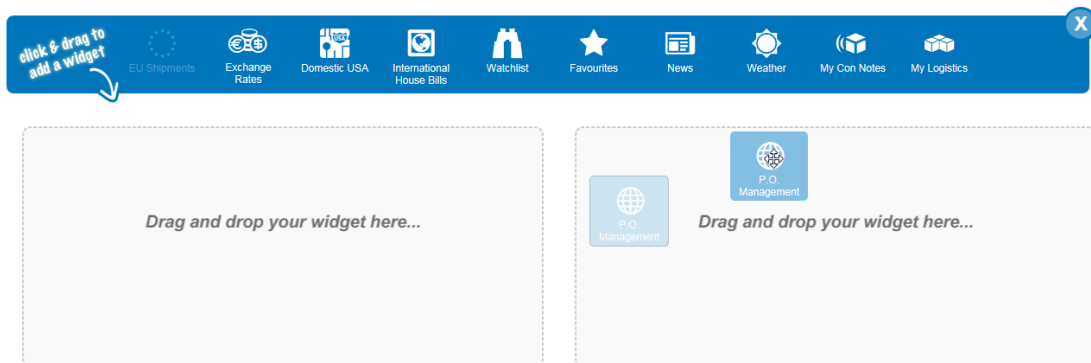 click & drag to
add a widget
X
EU Shipments
Exchange
Rates
Domestic USA
International
House Bills
Watchlist
Favourites
News
Weather
My Con Notes
My Logistics
Drag and drop your widget here...
P.O.
Management
P.O.
Management
Drag and drop your widget here...